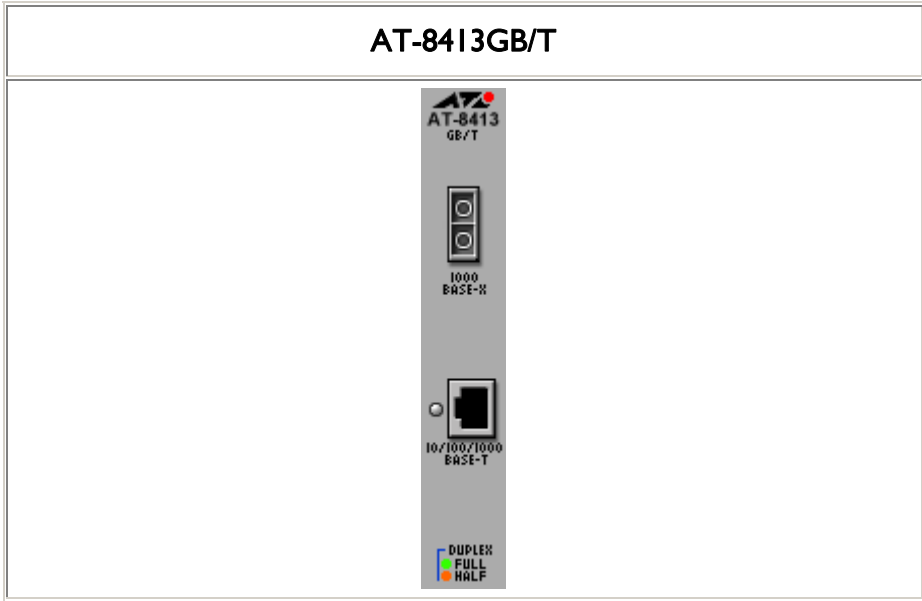 AT-8413GB/T
AT-8413
GB/T
1000
BASE-X
10/100/1000
BASE-T
DUPLEX
FULL
HALF